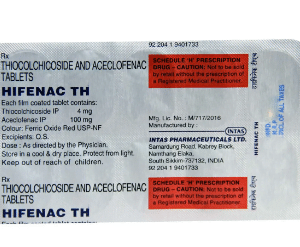 92 204 1 9401733
Rx
THIOCOLCHICOSIDE AND ACECLOFENAC
TABLETS
HIFENAC TH
Each film coated tablet contains:
Thiocolchicoside IP 4 mg
Aceclofenac IP 100 mg
Colour: Ferric Oxide Red USP-NF
Excipients. Q.S.
Dose : As directed by the Physician.
Store in a cool & dry place. Protect from light.
Keep out of reach of children.
SCHEDULE 'H' PRESCRIPTION
DRUG – CAUTION: Not to be sold
by retail without the prescription of
a Registered Medical Practitioner.
Mfg. Lic. No. : M/717/2016
Manufactured by :
INTAS
INTAS PHARMACEUTICALS LTD.
Samardung Road, Kabrey Block,
Namthang Elaka,
South Sikkim-737132, INDIA
92 204 1 9401733
HIFENAC TH
INCL OF ALL TAXES
Rx
THIOCOLCHICOSIDE AND ACECLOFENAC
TABLETS
HIFENAC TH
SCHEDULE 'H' PRESCRIPTION
DRUG – CAUTION: Not to be sold
by retail without the prescription of
a Registered Medical Practitioner.